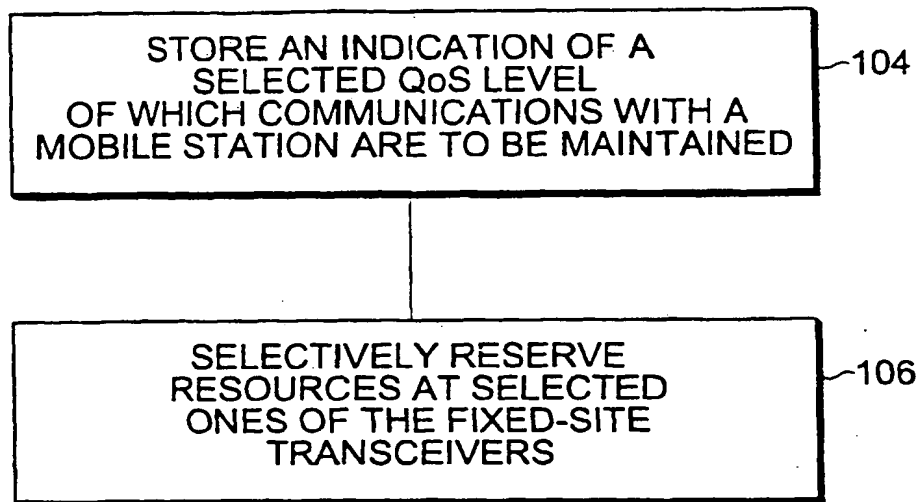 STORE AN INDICATION OF A
SELECTED QoS LEVEL
OF WHICH COMMUNICATIONS WITH A
MOBILE STATION ARE TO BE MAINTAINED
104
SELECTIVELY RESERVE
RESOURCES AT SELECTED
ONES OF THE FIXED-SITE
TRANSCEIVERS
106